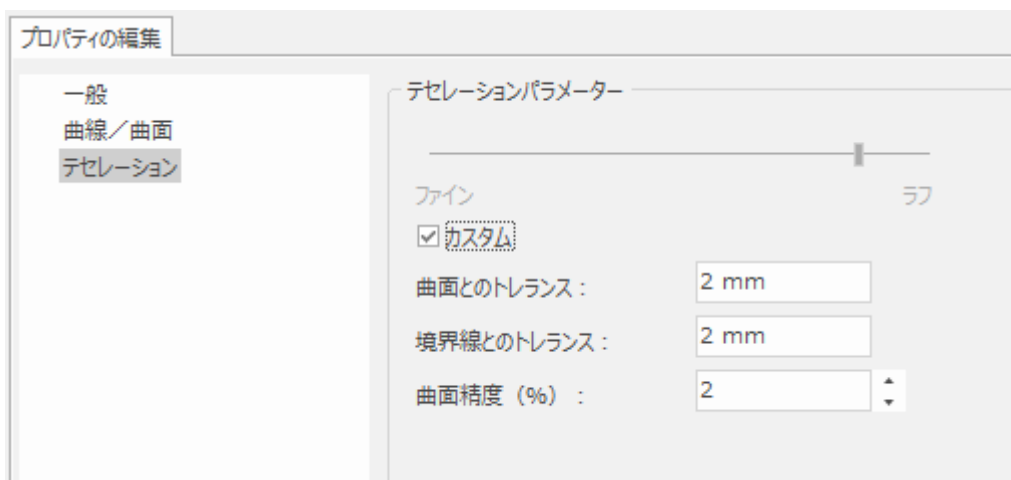 プロパティの編集
一般
曲線／曲面
テセレーション
テセレーションパラメーター
ファイン
ラフ
カスタム
曲面とのトレランス：
2 mm
境界線とのトレランス：
2 mm
曲面精度（%）：
2